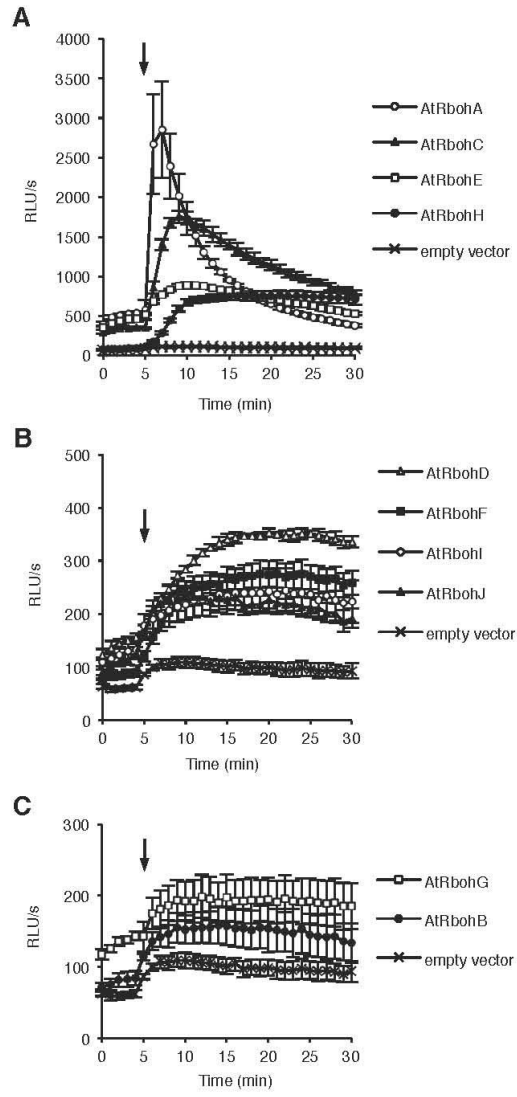 A
4000
3500
3000
2500
2000
1500
1000
500
0
RLU/s
0 5 10 15 20 25 30
Time (min)
AtRbohA
AtRbohC
AtRbohE
AtRbohH
empty vector
B
500
400
300
200
100
0
RLU/s
0 5 10 15 20 25 30
Time (min)
AtRbohD
AtRbohF
AtRbohI
AtRbohJ
empty vector
C
300
200
100
0
RLU/s
0 5 10 15 20 25 30
Time (min)
AtRbohG
AtRbohB
empty vector